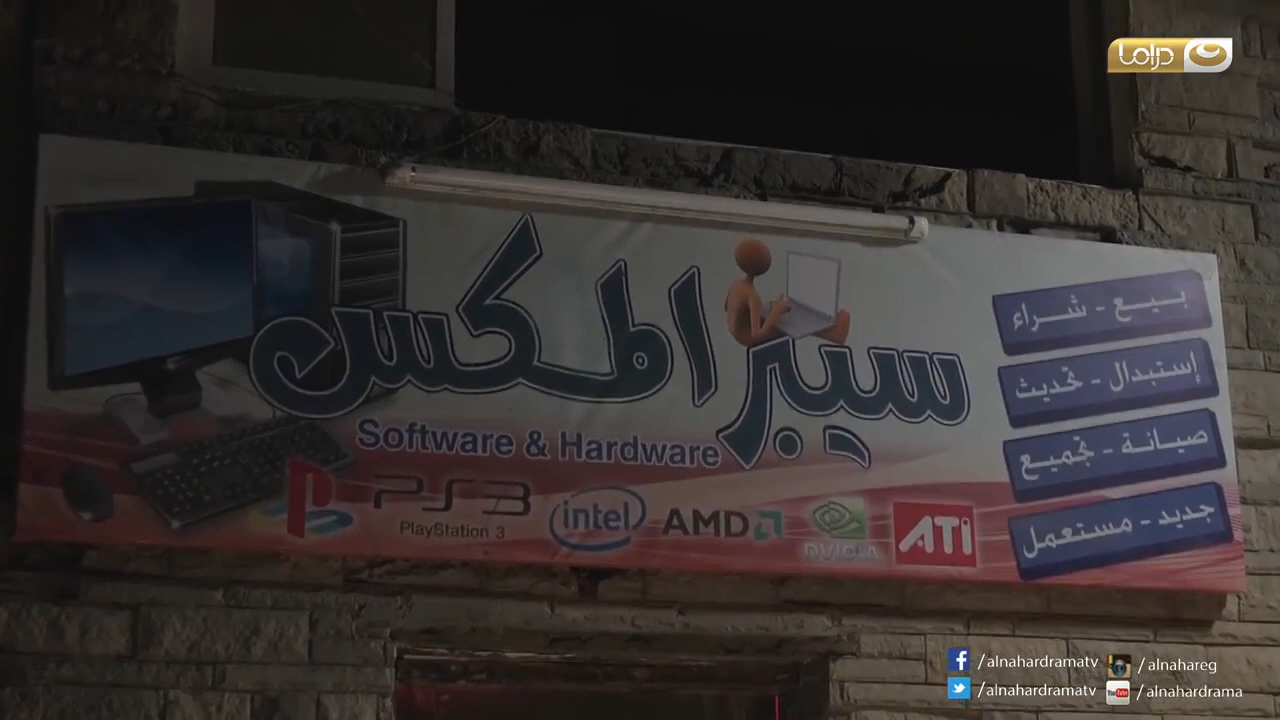 دراما
سيبر المكس
Software & Hardware
PS3
PlayStation 3
intel
AMD
NVIDIA
ATI
بيع - شراء
إستبدال - تحديث
صيانة - تجميع
جديد - مستعمل
/alnahardramatv
/alnahareg
/alnahardramatv
/alnahardrama